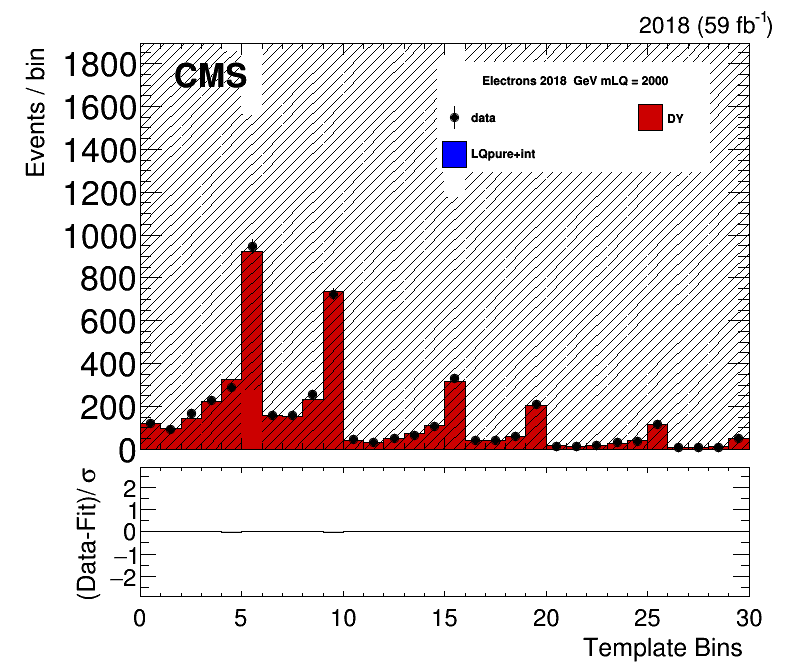 2018 (59 fb-1)
CMS
Electrons 2018 GeV mLQ = 2000
data
DY
LQpure+int
Events / bin
1800
1600
1400
1200
1000
800
600
400
200
0
(Data-Fit)/ σ
2
1
0
−1
−2
0 5 10 15 20 25 30
Template Bins